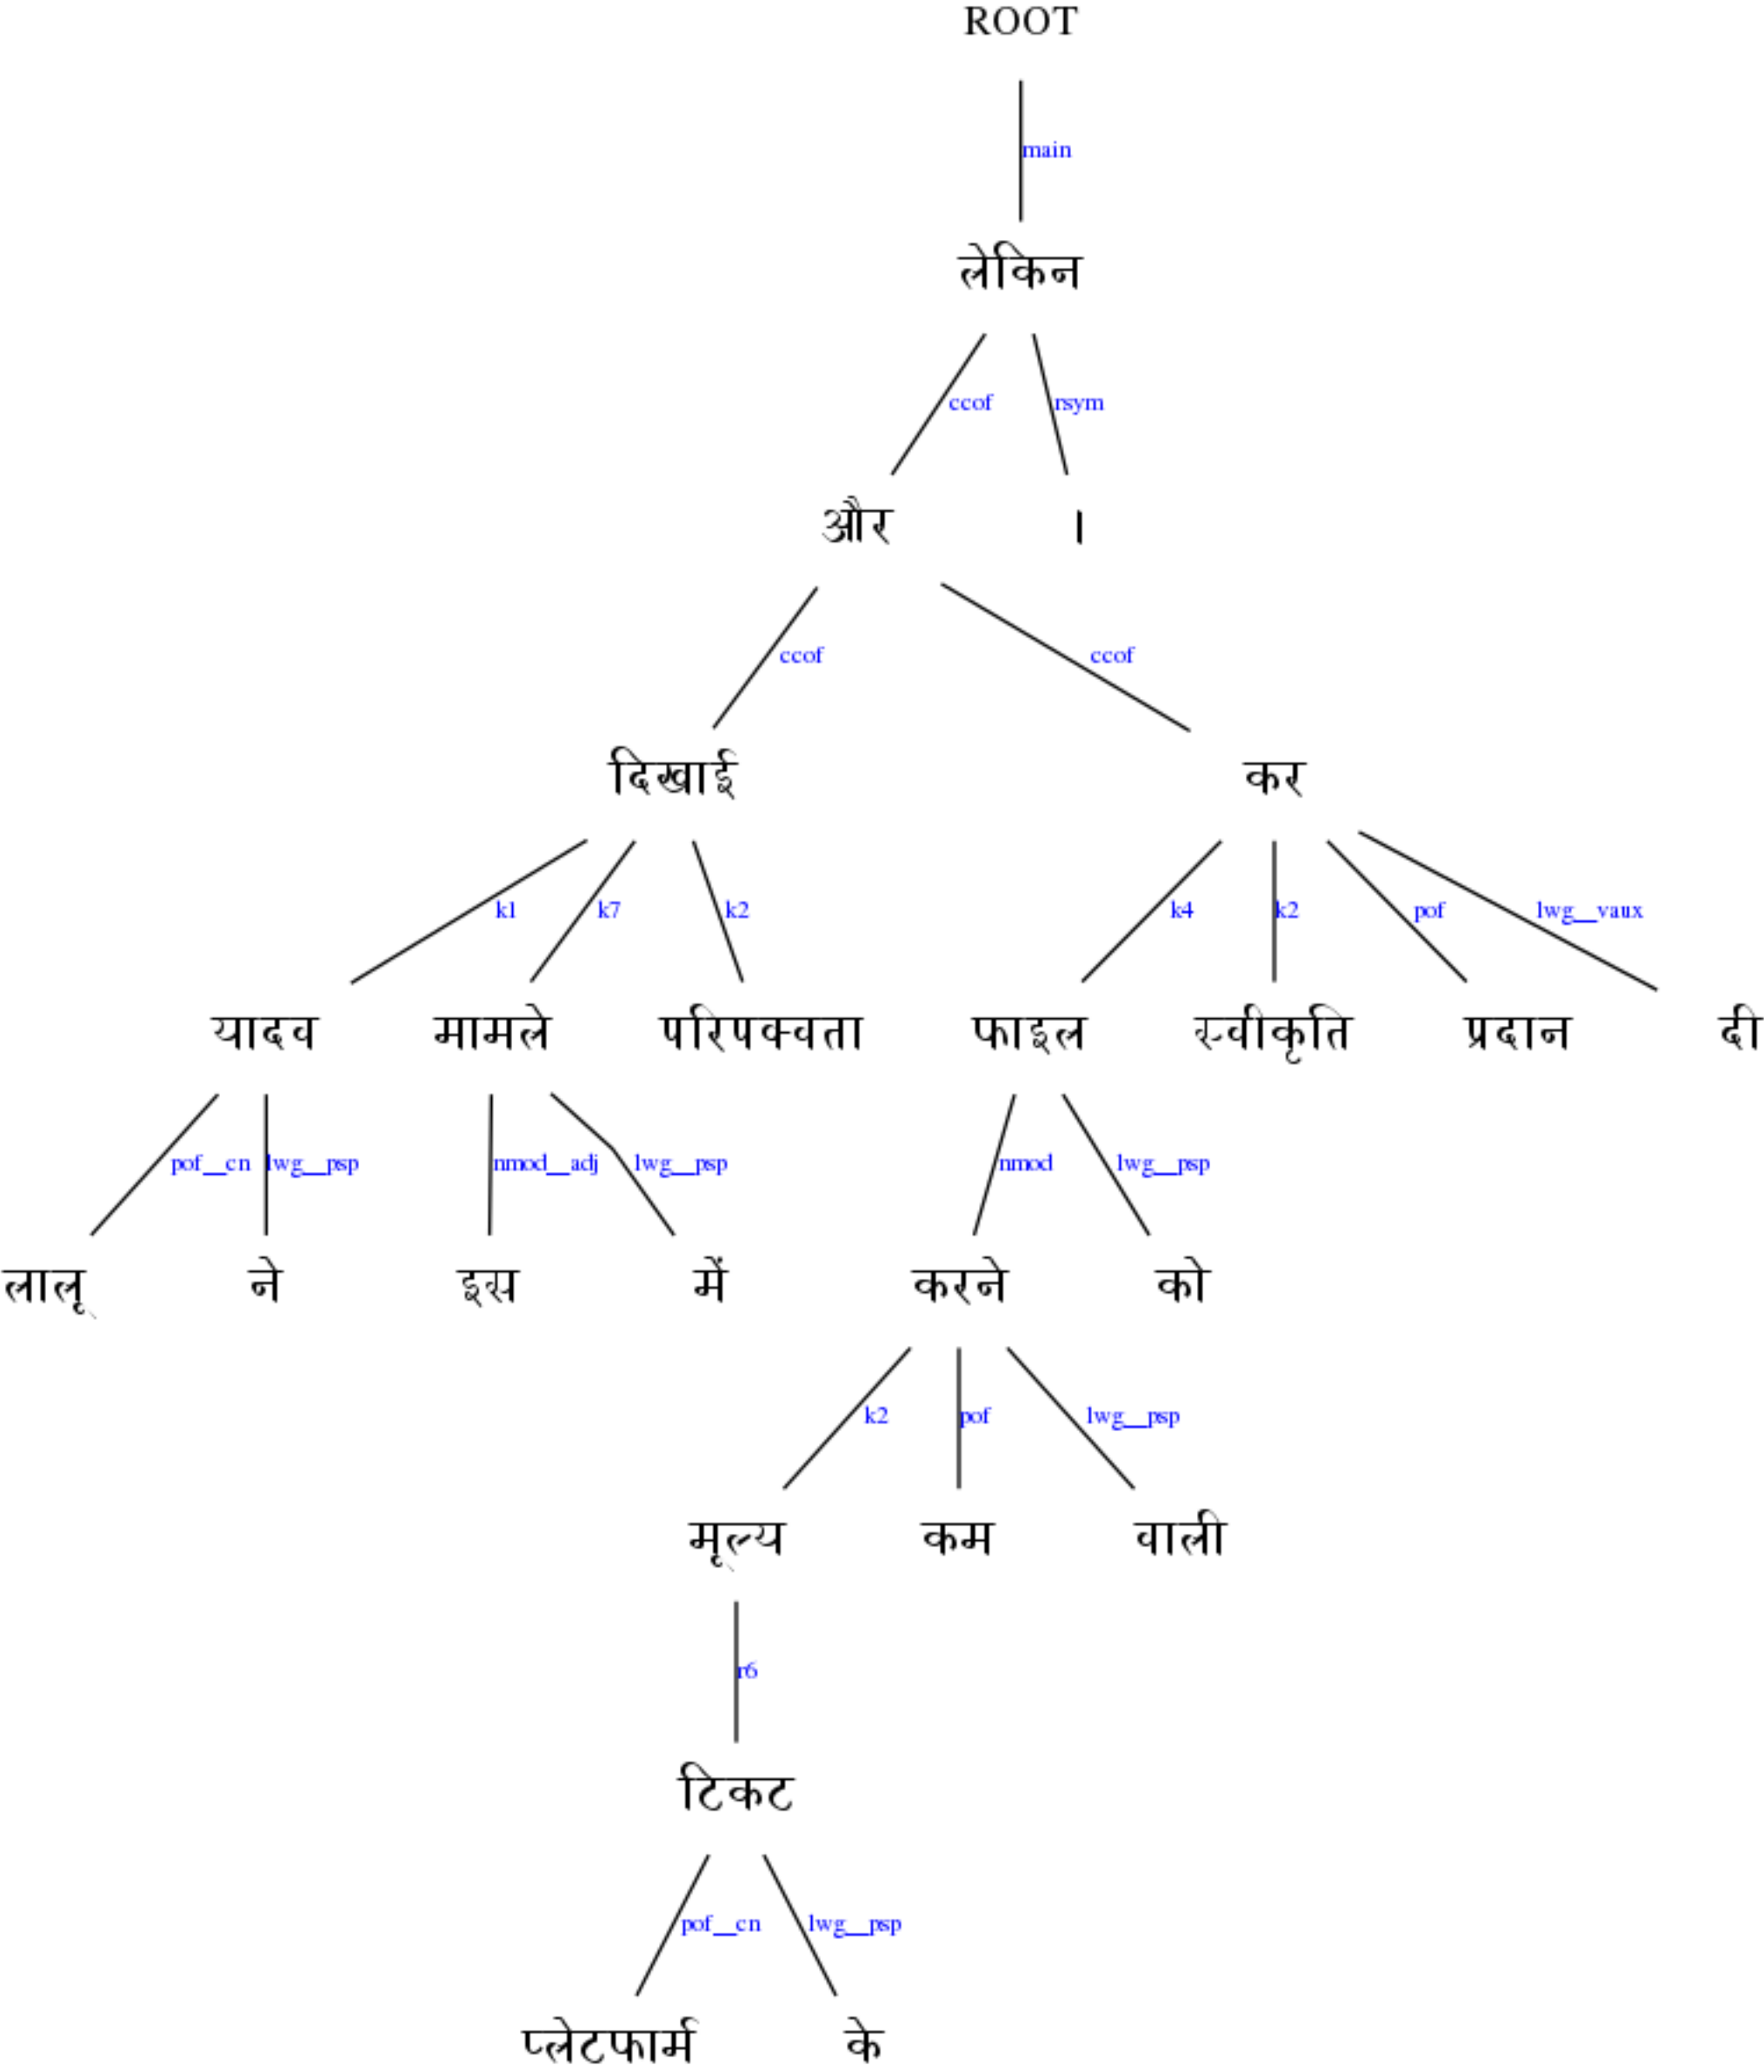 ROOT
main
लेकिन
ccof rsym
और ।
ccof ccof
दिखाई कर
k1 k7 k2 k4 k2 pof lwg__vaux
यादव मामले परिपक्वता फाइल स्वीकृति प्रदान दी
pof__cn lwg__psp nmod__adj lwg__psp nmod lwg__psp
लालू ने इस में करने को
k2 pof lwg__psp
मूल्य कम वाली
r6
टिकट
pof__cn lwg__psp
प्लेटफार्म के